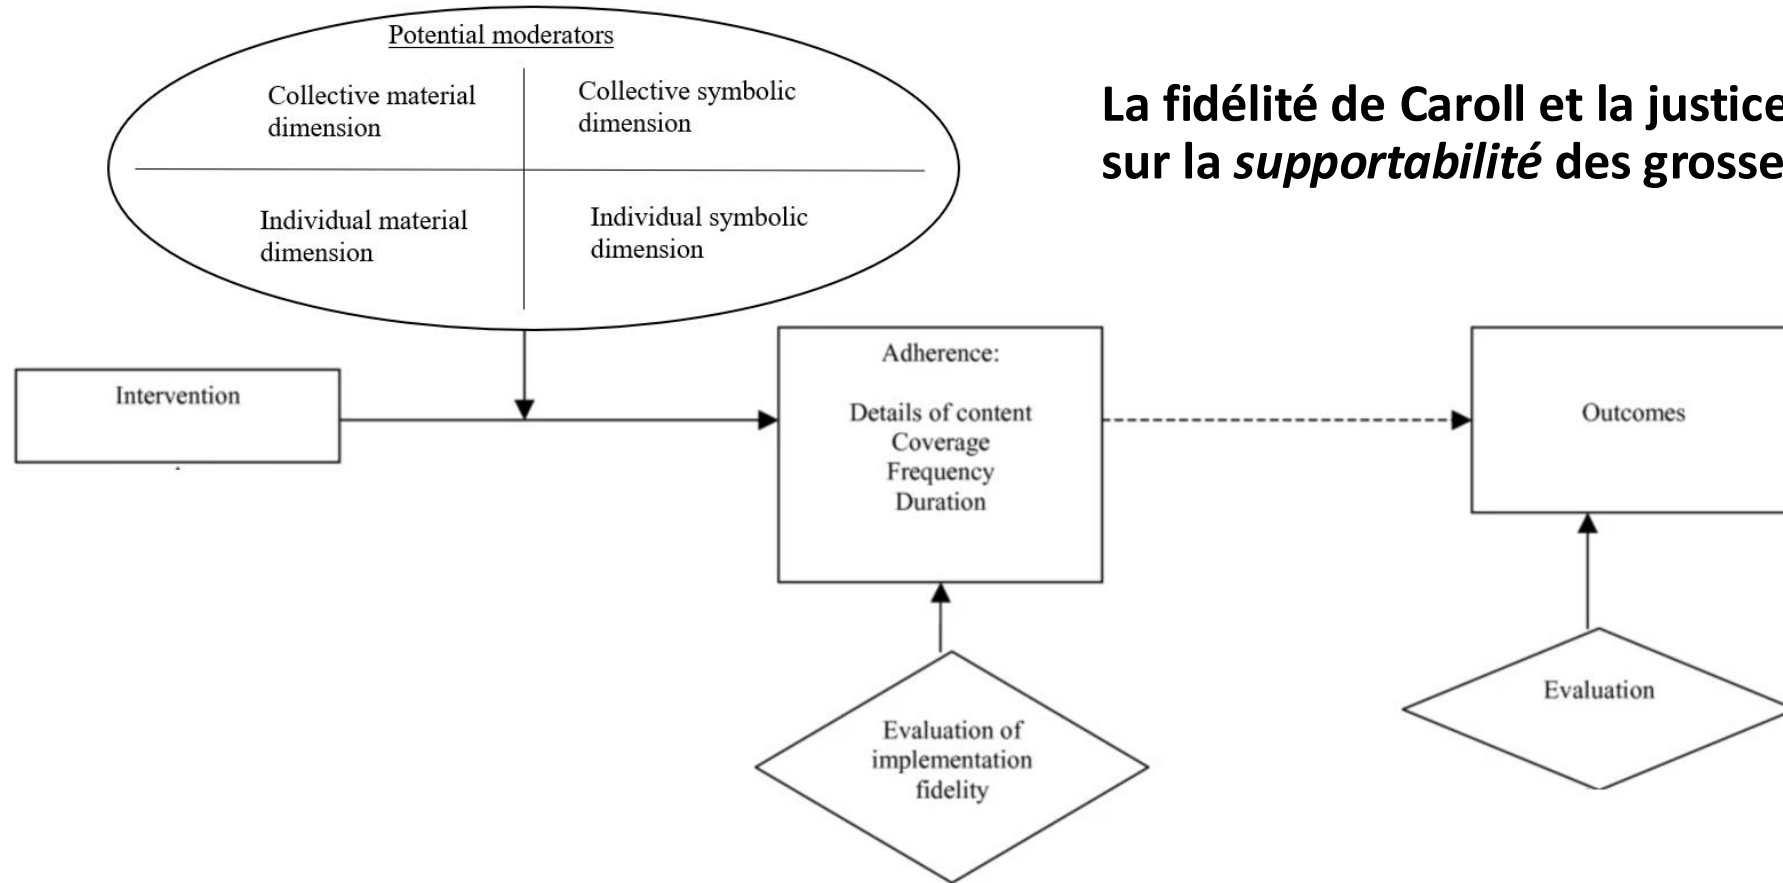 Potential moderators
Collective material
dimension
Collective symbolic
dimension
Individual material
dimension
Individual symbolic
dimension
La fidélité de Caroll et la justice
sur la supportabilité des grosse
Intervention
Adherence:
Details of content
Coverage
Frequency
Duration
Outcomes
Evaluation of
implementation
fidelity
Evaluation